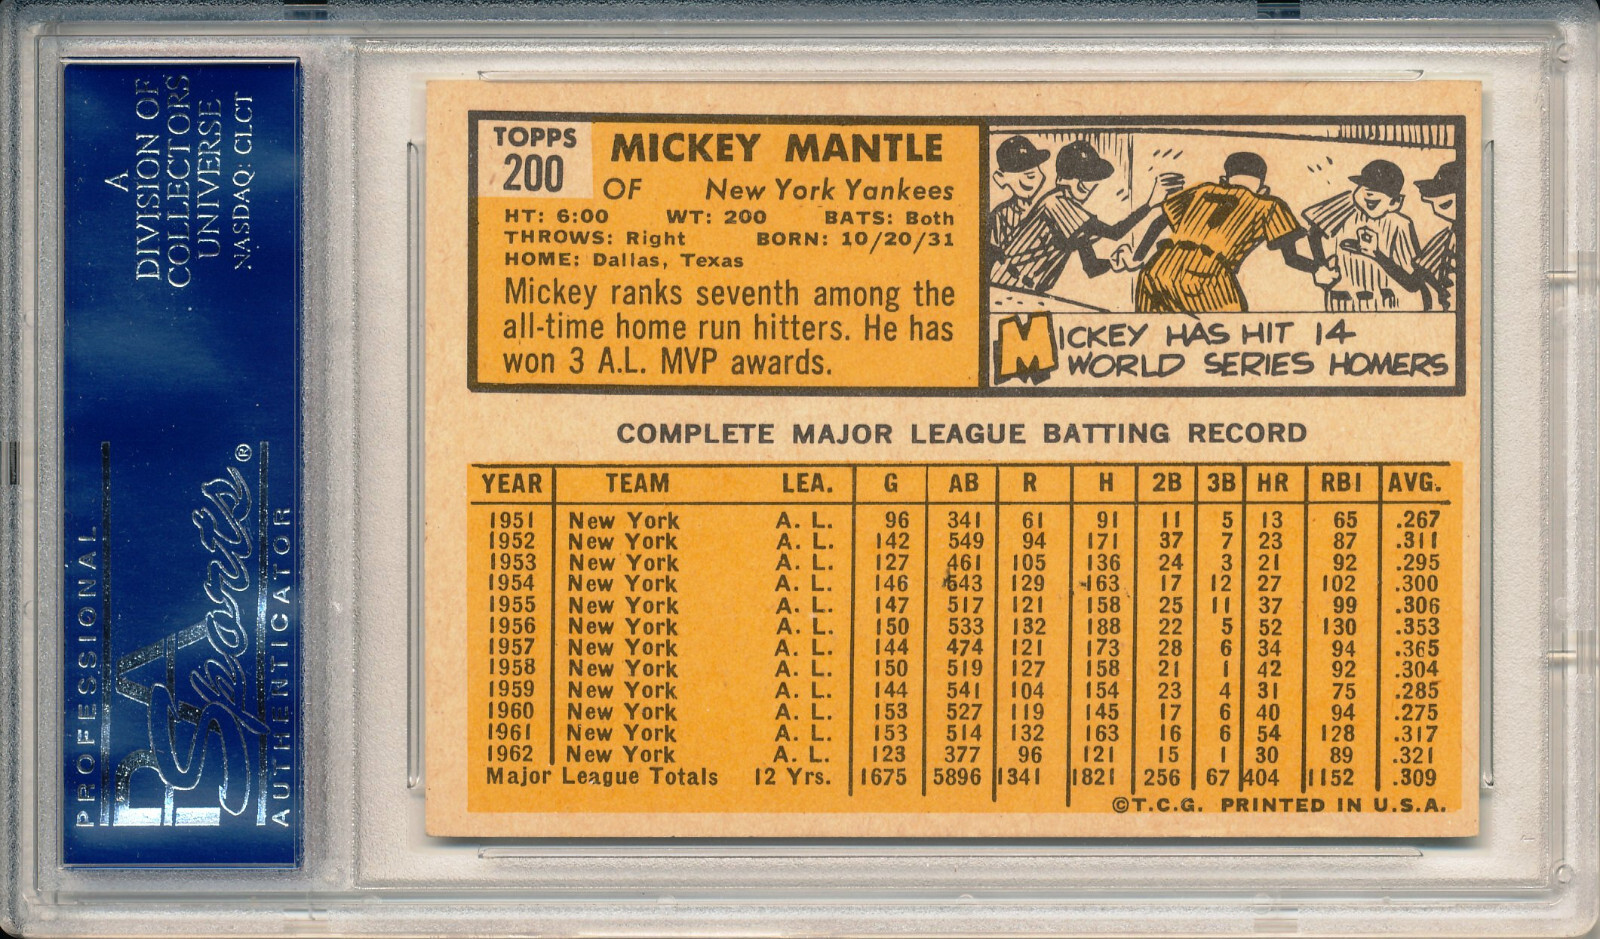 A
DIVISION OF
COLLECTORS
UNIVERSE
NASDAQ: CLCT
PROFESSIONAL
PSA
Sports®
AUTHENTICATOR
TOPPS
200
MICKEY MANTLE
OF New York Yankees
HT: 6:00 WT: 200 BATS: Both
THROWS: Right BORN: 10/20/31
HOME: Dallas, Texas
Mickey ranks seventh among the
all-time home run hitters. He has
won 3 A.L. MVP awards.
7
MICKEY HAS HIT 14
WORLD SERIES HOMERS
COMPLETE MAJOR LEAGUE BATTING RECORD
YEAR TEAM LEA. G AB R H 2B 3B HR RBI AVG.
1951 New York A. L. 96 341 61 91 11 5 13 65 .267
1952 New York A. L. 142 549 94 171 37 7 23 87 .311
1953 New York A. L. 127 461 105 136 24 3 21 92 .295
1954 New York A. L. 146 543 129 163 17 12 27 102 .300
1955 New York A. L. 147 517 121 158 25 11 37 99 .306
1956 New York A. L. 150 533 132 188 22 5 52 130 .353
1957 New York A. L. 144 474 121 173 28 6 34 94 .365
1958 New York A. L. 150 519 127 158 21 1 42 92 .304
1959 New York A. L. 144 541 104 154 23 4 31 75 .285
1960 New York A. L. 153 527 119 145 17 6 40 94 .275
1961 New York A. L. 153 514 132 163 16 6 54 128 .317
1962 New York A. L. 123 377 96 121 15 1 30 89 .321
Major League Totals 12 Yrs. 1675 5896 1341 1821 256 67 404 1152 .309
©T.C.G. PRINTED IN U.S.A.